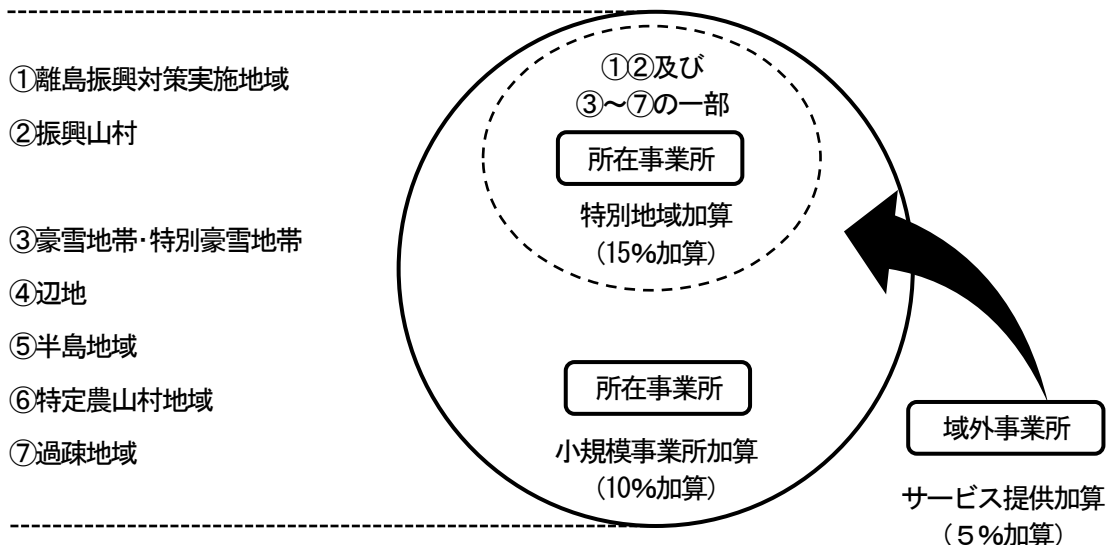 ①離島振興対策実施地域
②振興山村
③豪雪地帯・特別豪雪地帯
④辺地
⑤半島地域
⑥特定農山村地域
⑦過疎地域
①②及び
③～⑦の一部
所在事業所
特別地域加算
（15%加算）
所在事業所
小規模事業所加算
（10%加算）
域外事業所
サービス提供加算
（５%加算）